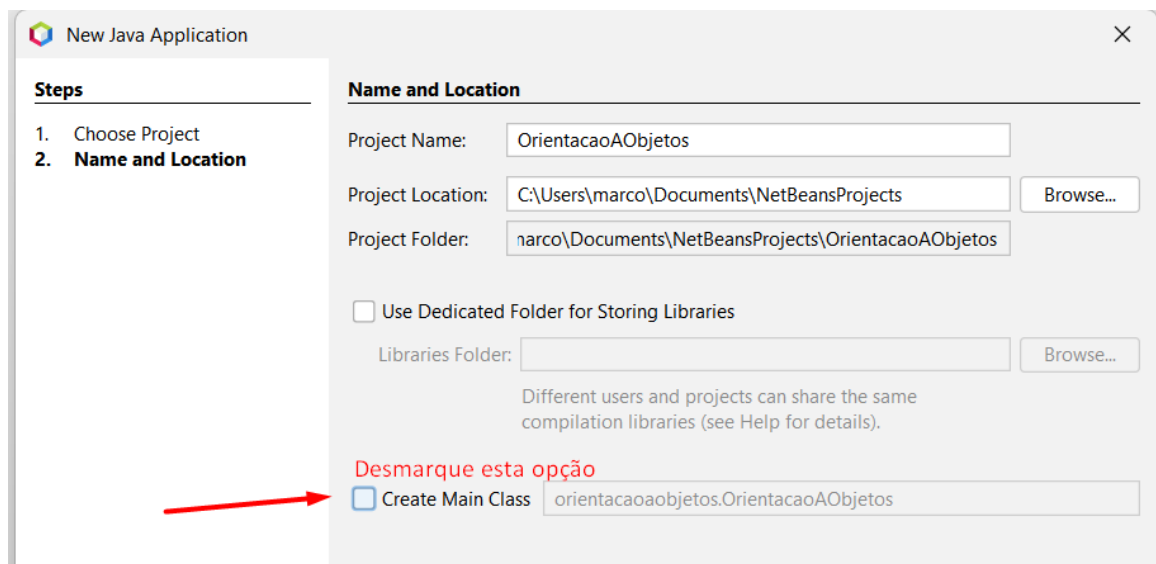 New Java Application
Steps
1. Choose Project
2. Name and Location
Name and Location
Project Name: OrientacaoAObjetos
Project Location: C:\Users\marco\Documents\NetBeansProjects Browse...
Project Folder: narco\Documents\NetBeansProjects\OrientacaoAObjetos
Use Dedicated Folder for Storing Libraries
Libraries Folder: Browse...
Different users and projects can share the same
compilation libraries (see Help for details).
Desmarque esta opção
Create Main Class orientacaoaobjetos.OrientacaoAObjetos